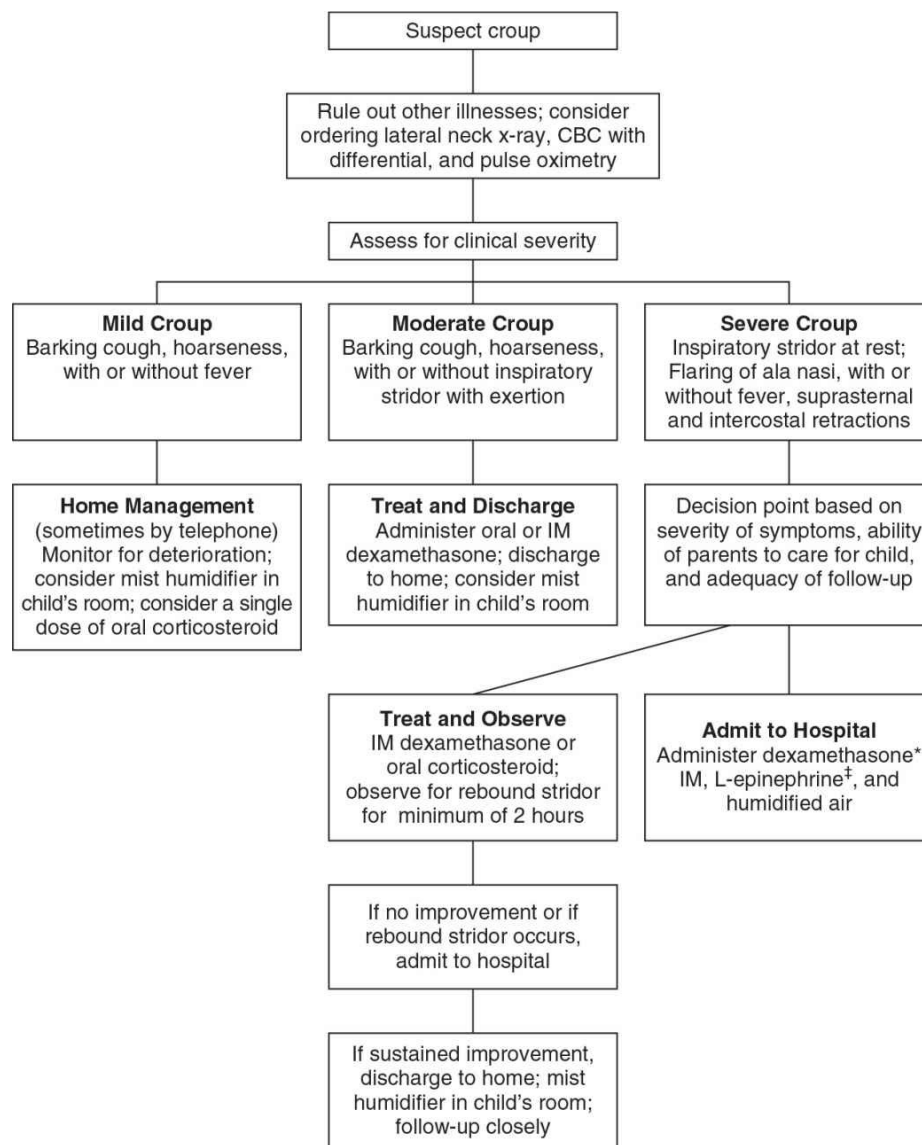 Suspect croup
Rule out other illnesses; consider
ordering lateral neck x-ray, CBC with
differential, and pulse oximetry
Assess for clinical severity
Mild Croup
Barking cough, hoarseness,
with or without fever
Moderate Croup
Barking cough, hoarseness,
with or without inspiratory
stridor with exertion
Severe Croup
Inspiratory stridor at rest;
Flaring of ala nasi, with or
without fever, suprasternal
and intercostal retractions
Home Management
(sometimes by telephone)
Monitor for deterioration;
consider mist humidifier in
child's room; consider a single
dose of oral corticosteroid
Treat and Discharge
Administer oral or IM
dexamethasone; discharge
to home; consider mist
humidifier in child's room
Decision point based on
severity of symptoms, ability
of parents to care for child,
and adequacy of follow-up
Treat and Observe
IM dexamethasone or
oral corticosteroid;
observe for rebound stridor
for minimum of 2 hours
Admit to Hospital
Administer dexamethasone*
IM, L-epinephrine‡, and
humidified air
If no improvement or if
rebound stridor occurs,
admit to hospital
If sustained improvement,
discharge to home; mist
humidifier in child's room;
follow-up closely